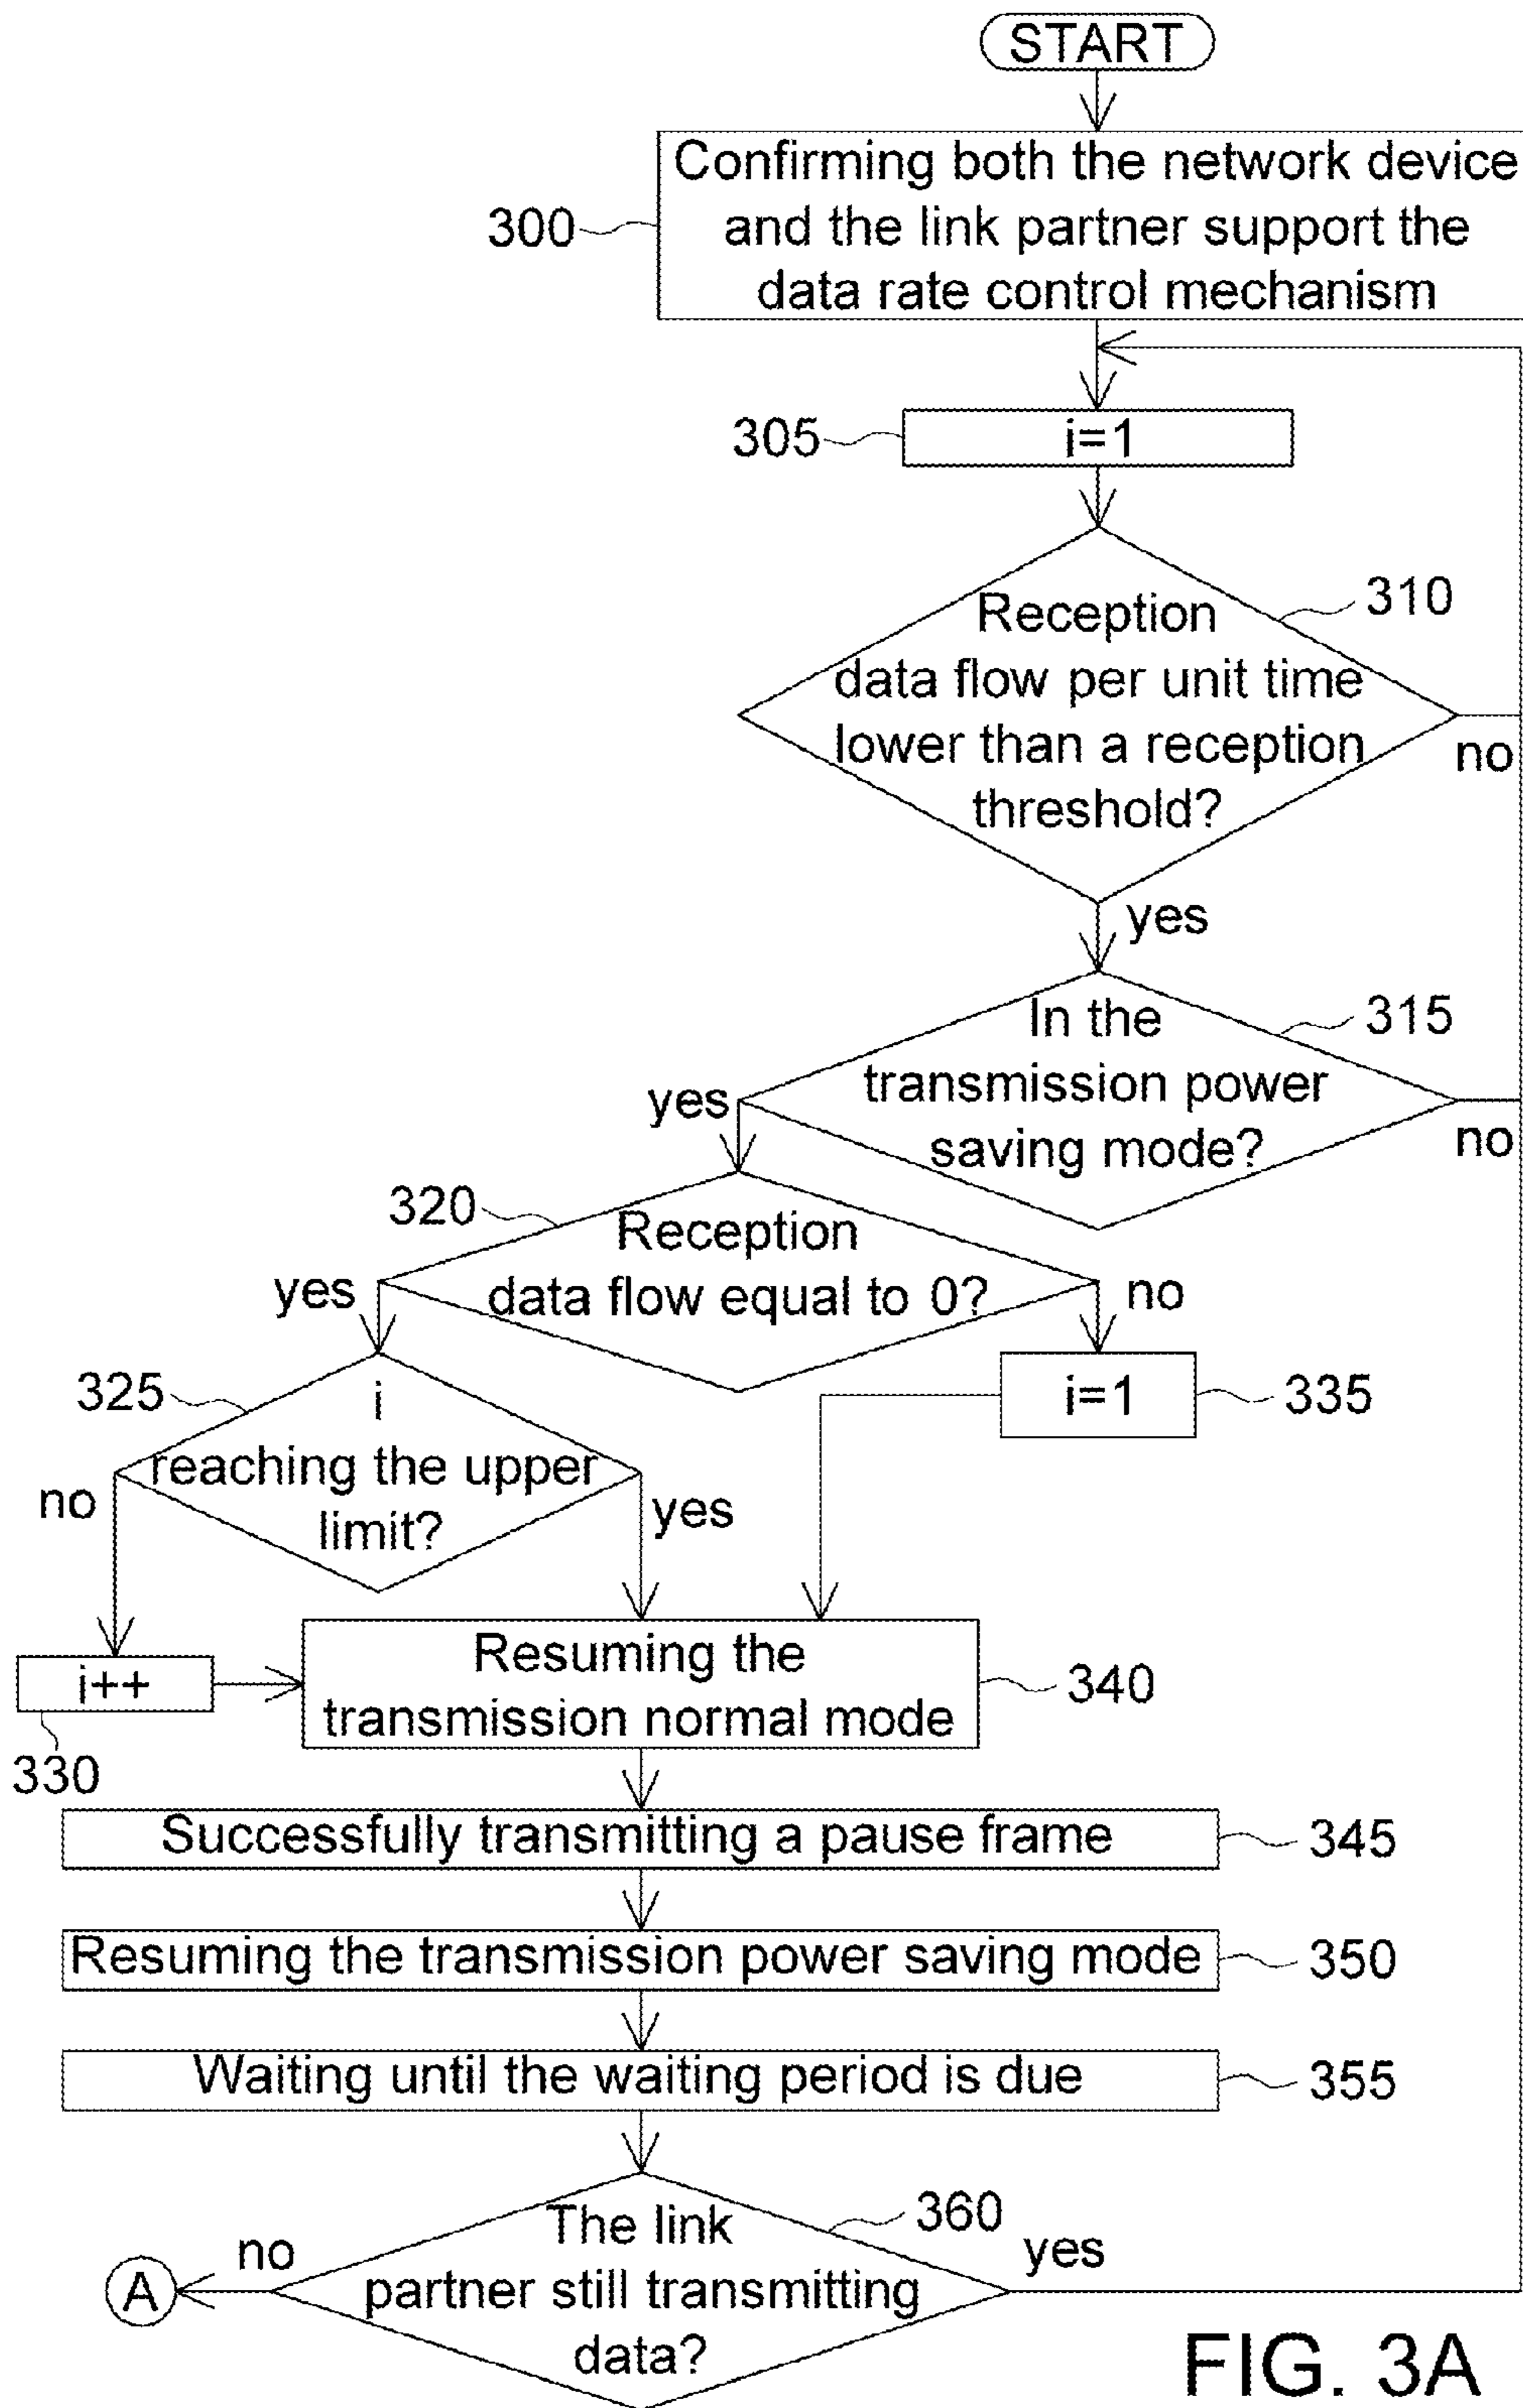 START
Confirming both the network device
and the link partner support the
data rate control mechanism
300
305
i=1
Reception
data flow per unit time
lower than a reception
threshold?
310
no
yes
In the
transmission power
saving mode?
315
yes
no
320
Reception
data flow equal to 0?
yes
no
325
i
reaching the upper
limit?
i=1
335
no
yes
i++
330
Resuming the
transmission normal mode
340
Successfully transmitting a pause frame
345
Resuming the transmission power saving mode
350
Waiting until the waiting period is due
355
The link
partner still transmitting
data?
360
no
yes
A
FIG. 3A